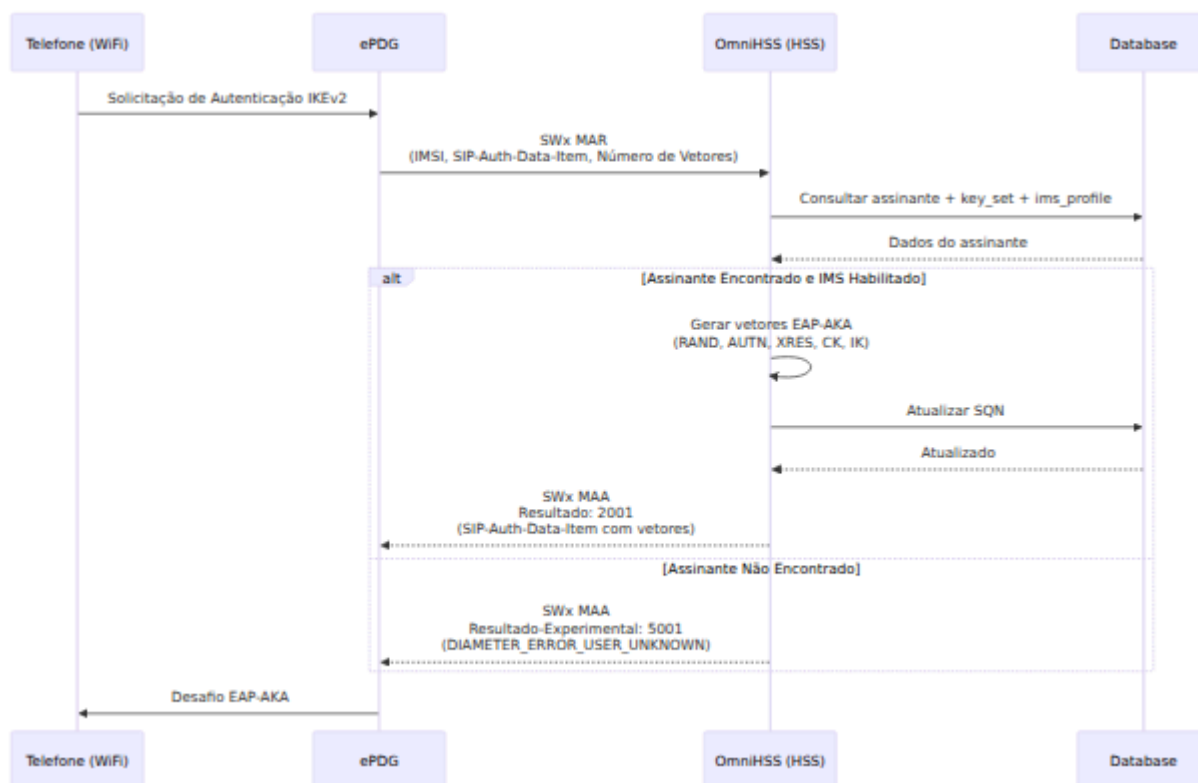 Telefone (WiFi)
ePDG
OmniHSS (HSS)
Database
Solicitação de Autenticação IKEv2
SWx MAR
(IMSI, SIP-Auth-Data-Item, Número de Vetores)
Consultar assinante + key_set + ims_profile
Dados do assinante
alt
[Assinante Encontrado e IMS Habilitado]
Gerar vetores EAP-AKA
(RAND, AUTN, XRES, CK, IK)
Atualizar SQN
Atualizado
SWx MAA
Resultado: 2001
(SIP-Auth-Data-Item com vetores)
[Assinante Não Encontrado]
SWx MAA
Resultado-Experimental: 5001
(DIAMETER_ERROR_USER_UNKNOWN)
Desafio EAP-AKA
Telefone (WiFi)
ePDG
OmniHSS (HSS)
Database